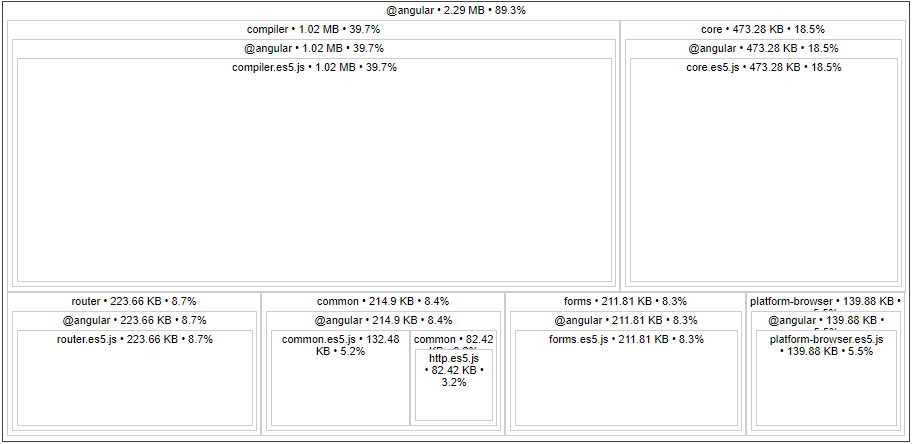 @angular • 2.29 MB • 89.3%
compiler • 1.02 MB • 39.7%
@angular • 1.02 MB • 39.7%
compiler.es5.js • 1.02 MB • 39.7%
core • 473.28 KB • 18.5%
@angular • 473.28 KB • 18.5%
core.es5.js • 473.28 KB • 18.5%
router • 223.66 KB • 8.7%
@angular • 223.66 KB • 8.7%
router.es5.js • 223.66 KB • 8.7%
common • 214.9 KB • 8.4%
@angular • 214.9 KB • 8.4%
common.es5.js • 132.48
KB • 5.2%
common • 82.42
http.es5.js
• 82.42 KB •
3.2%
forms • 211.81 KB • 8.3%
@angular • 211.81 KB • 8.3%
forms.es5.js • 211.81 KB • 8.3%
platform-browser • 139.88 KB •
@angular • 139.88 KB •
platform-browser.es5.js
• 139.88 KB • 5.5%